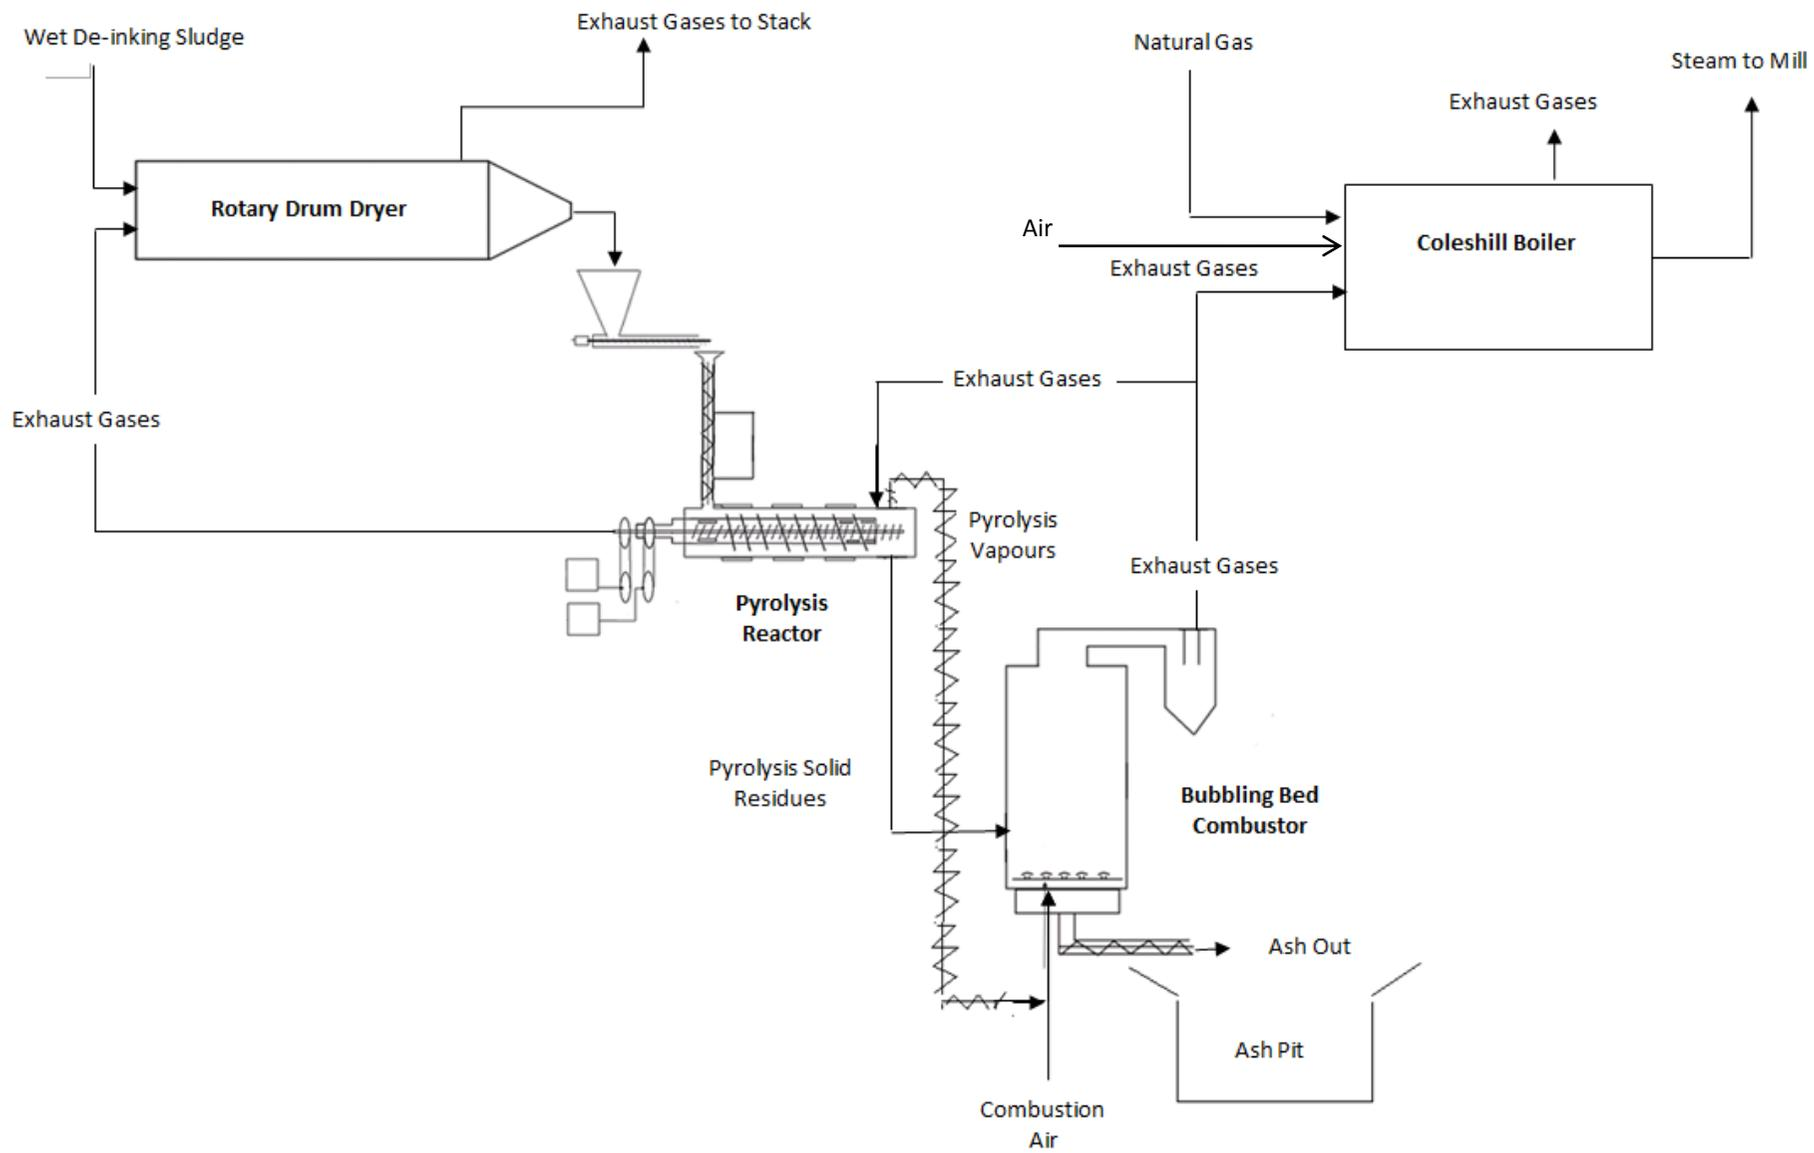 Wet De-inking Sludge
Exhaust Gases to Stack
Natural Gas
Steam to Mill
Exhaust Gases
Rotary Drum Dryer
Air
Coleshill Boiler
Exhaust Gases
Exhaust Gases
Exhaust Gases
Pyrolysis
Vapours
Exhaust Gases
Pyrolysis
Reactor
Pyrolysis Solid
Residues
Bubbling Bed
Combustor
Ash Out
Ash Pit
Combustion
Air